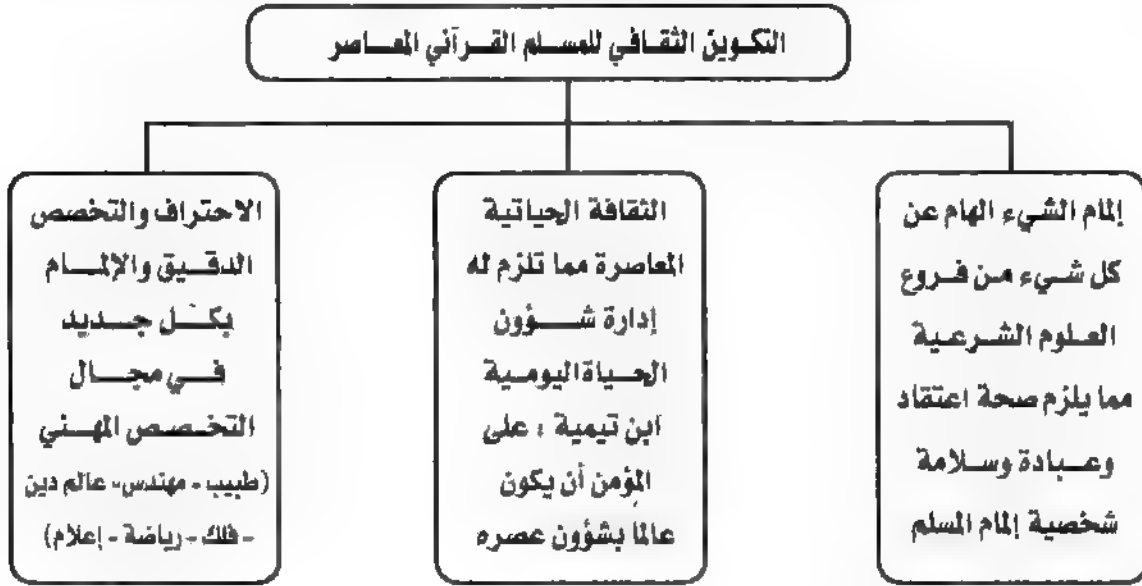 التكوين الثقافي للمسلم القرآني المعاصر
إلمام الشيء الهام عن
كل شيء من فروع
العلوم الشرعية
مما يلزم صحة اعتقاد
وعبادة وسلامة
شخصية إلمام المسلم
الثقافة الحياتية
المعاصرة مما تلزم له
إدارة شؤون
الحياة اليومية
ابن تيمية : على
المؤمن أن يكون
عالما بشؤون عصره
الاحتراف والتخصص
الدقيق والإلمام
بكل جديد
في مجال
التخصص المهني
(طبيب - مهندس - عالم دين
- فلك - رياضة - إعلام)